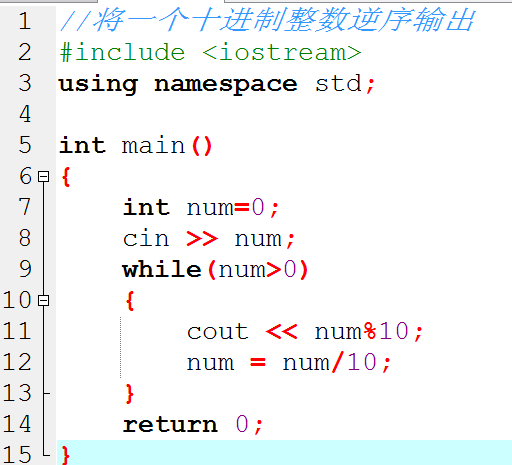 1 //将一个十进制整数逆序输出
2 #include <iostream>
3 using namespace std;
4
5 int main()
6 {
7 int num=0;
8 cin >> num;
9 while(num>0)
10 {
11 cout << num%10;
12 num = num/10;
13 }
14 return 0;
15 }